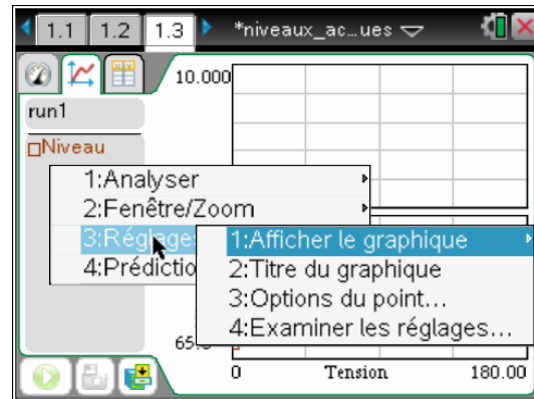 1.1 1.2 1.3 *niveaux_ac…ues
10.000
run1
Niveau
1:Analyser
2:Fenêtre/Zoom
3:Réglages
1:Afficher le graphique
4:Prédictio
2:Titre du graphique
3:Options du point…
4:Examiner les réglages…
0 Tension 180.00